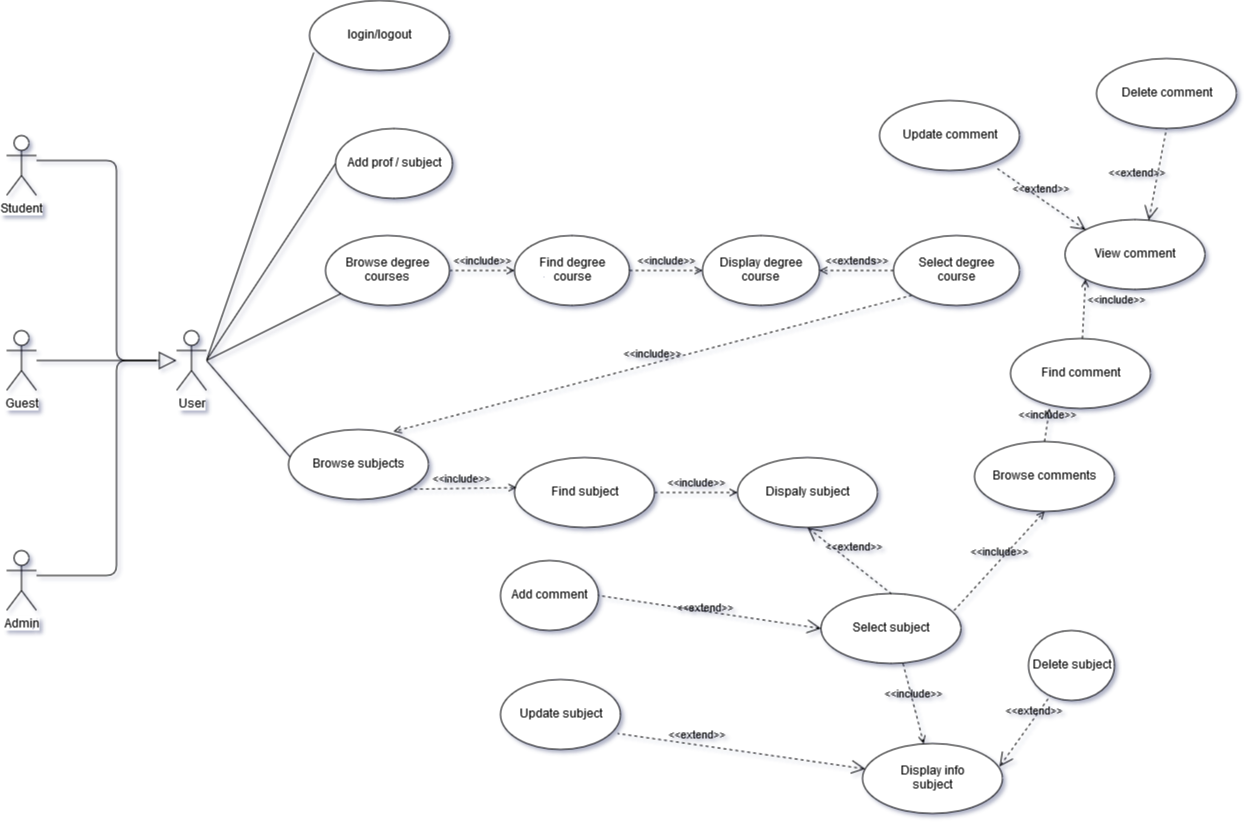 login/logout
Delete comment
Update comment
Add prof / subject
<<extend>>
<<extend>>
Student
Browse degree
courses
<<include>>
Find degree
course
<<include>>
Display degree
course
<<extends>>
Select degree
course
View comment
<<include>>
<<include>>
Find comment
Guest
User
<<include>>
Browse subjects
<<include>>
Find subject
<<include>>
Dispaly subject
Browse comments
<<extend>>
<<include>>
Add comment
<<extend>>
Select subject
Admin
Delete subject
<<include>>
<<extend>>
Update subject
<<extend>>
Display info
subject